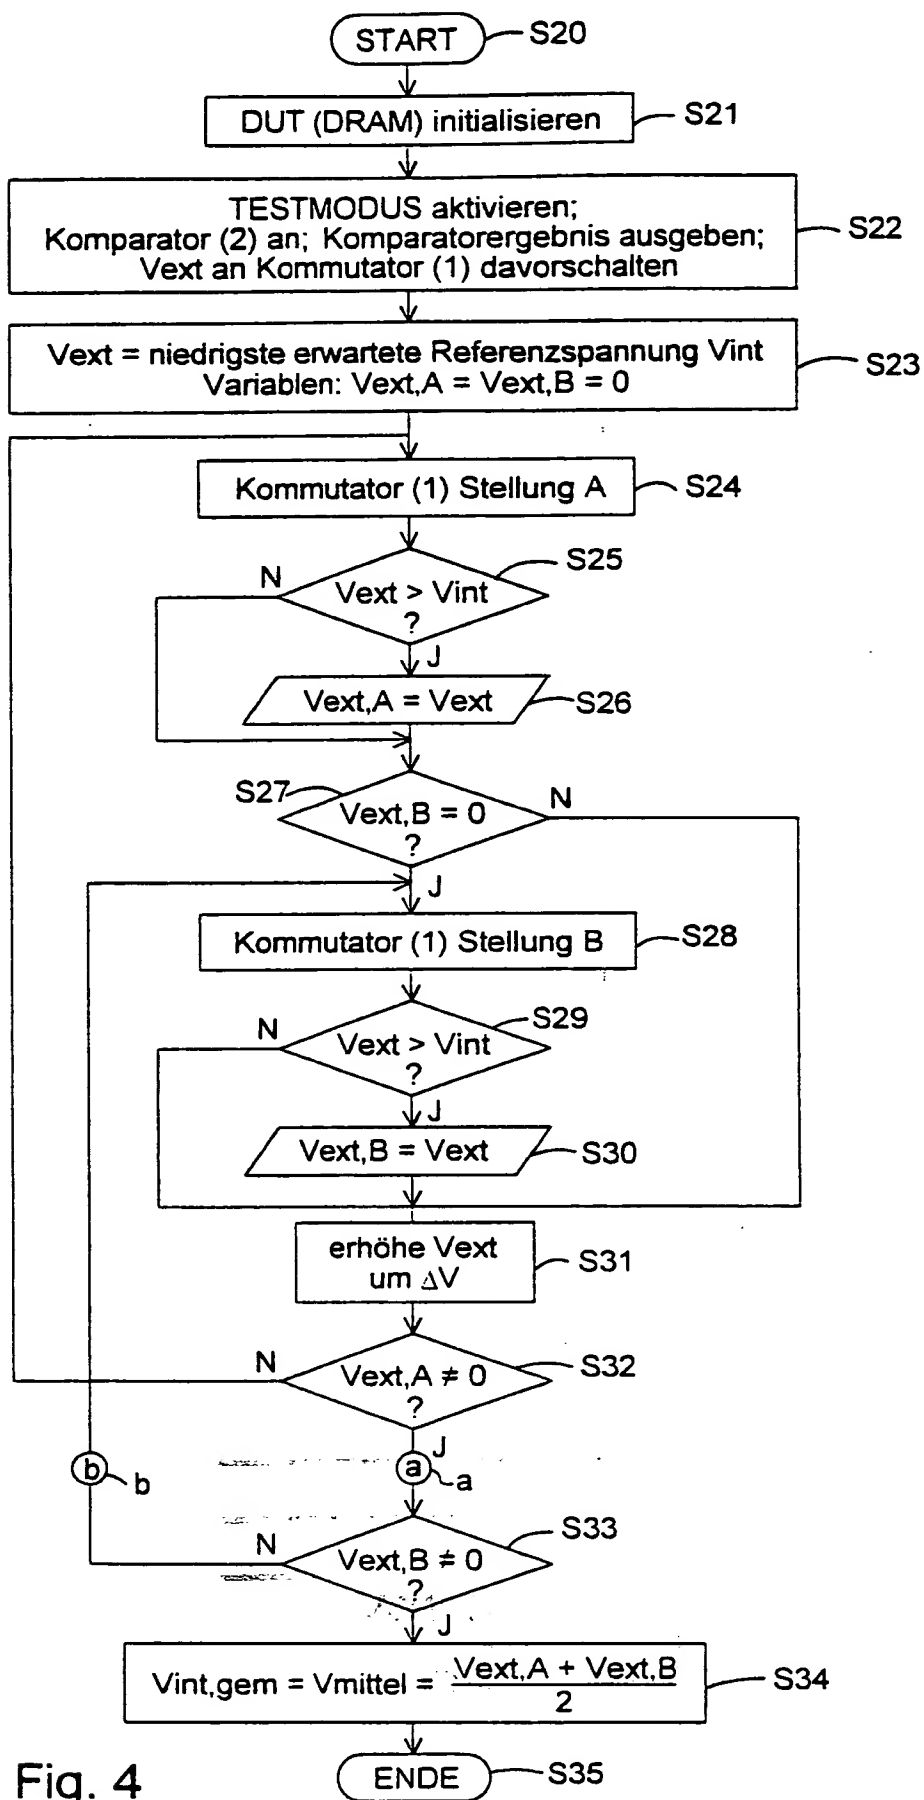 START
S20
DUT (DRAM) initialisieren
S21
TESTMODUS aktivieren;
Komparator (2) an; Komparatorergebnis ausgeben;
Vext an Kommutator (1) davorschalten
S22
Vext = niedrigste erwartete Referenzspannung Vint
Variablen: Vext,A = Vext,B = 0
S23
Kommutator (1) Stellung A
S24
S25
N
Vext > Vint
?
J
Vext,A = Vext
S26
S27
Vext,B = 0
?
N
J
Kommutator (1) Stellung B
S28
S29
N
Vext > Vint
?
J
Vext,B = Vext
S30
erhöhe Vext
um ΔV
S31
N
Vext,A ≠ 0
?
S32
J
b
b
a
a
S33
N
Vext,B ≠ 0
?
J
Vint,gem = Vmittel = Vext,A + Vext,B
2
S34
Fig. 4
ENDE
S35